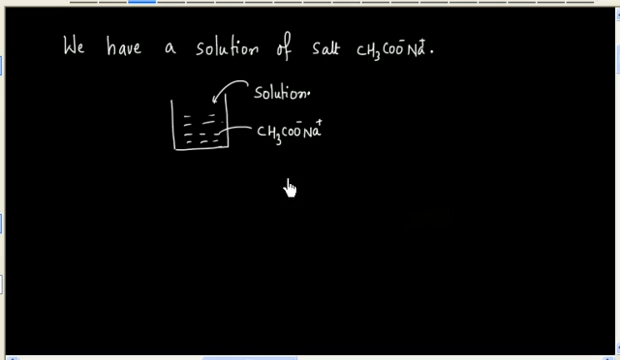 We have a solution of salt CH₃COO⁻Na⁺.
Solution.
CH₃COO⁻Na⁺